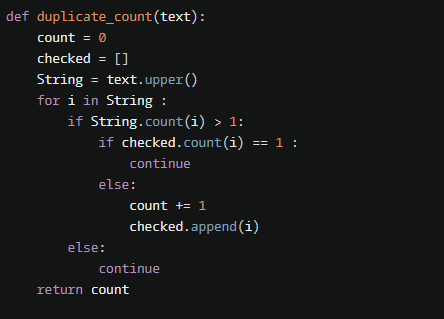 def duplicate_count(text):
    count = 0
    checked = []
    String = text.upper()
    for i in String :
        if String.count(i) > 1:
            if checked.count(i) == 1 :
                continue
            else:
                count += 1
                checked.append(i)
        else:
            continue
    return count